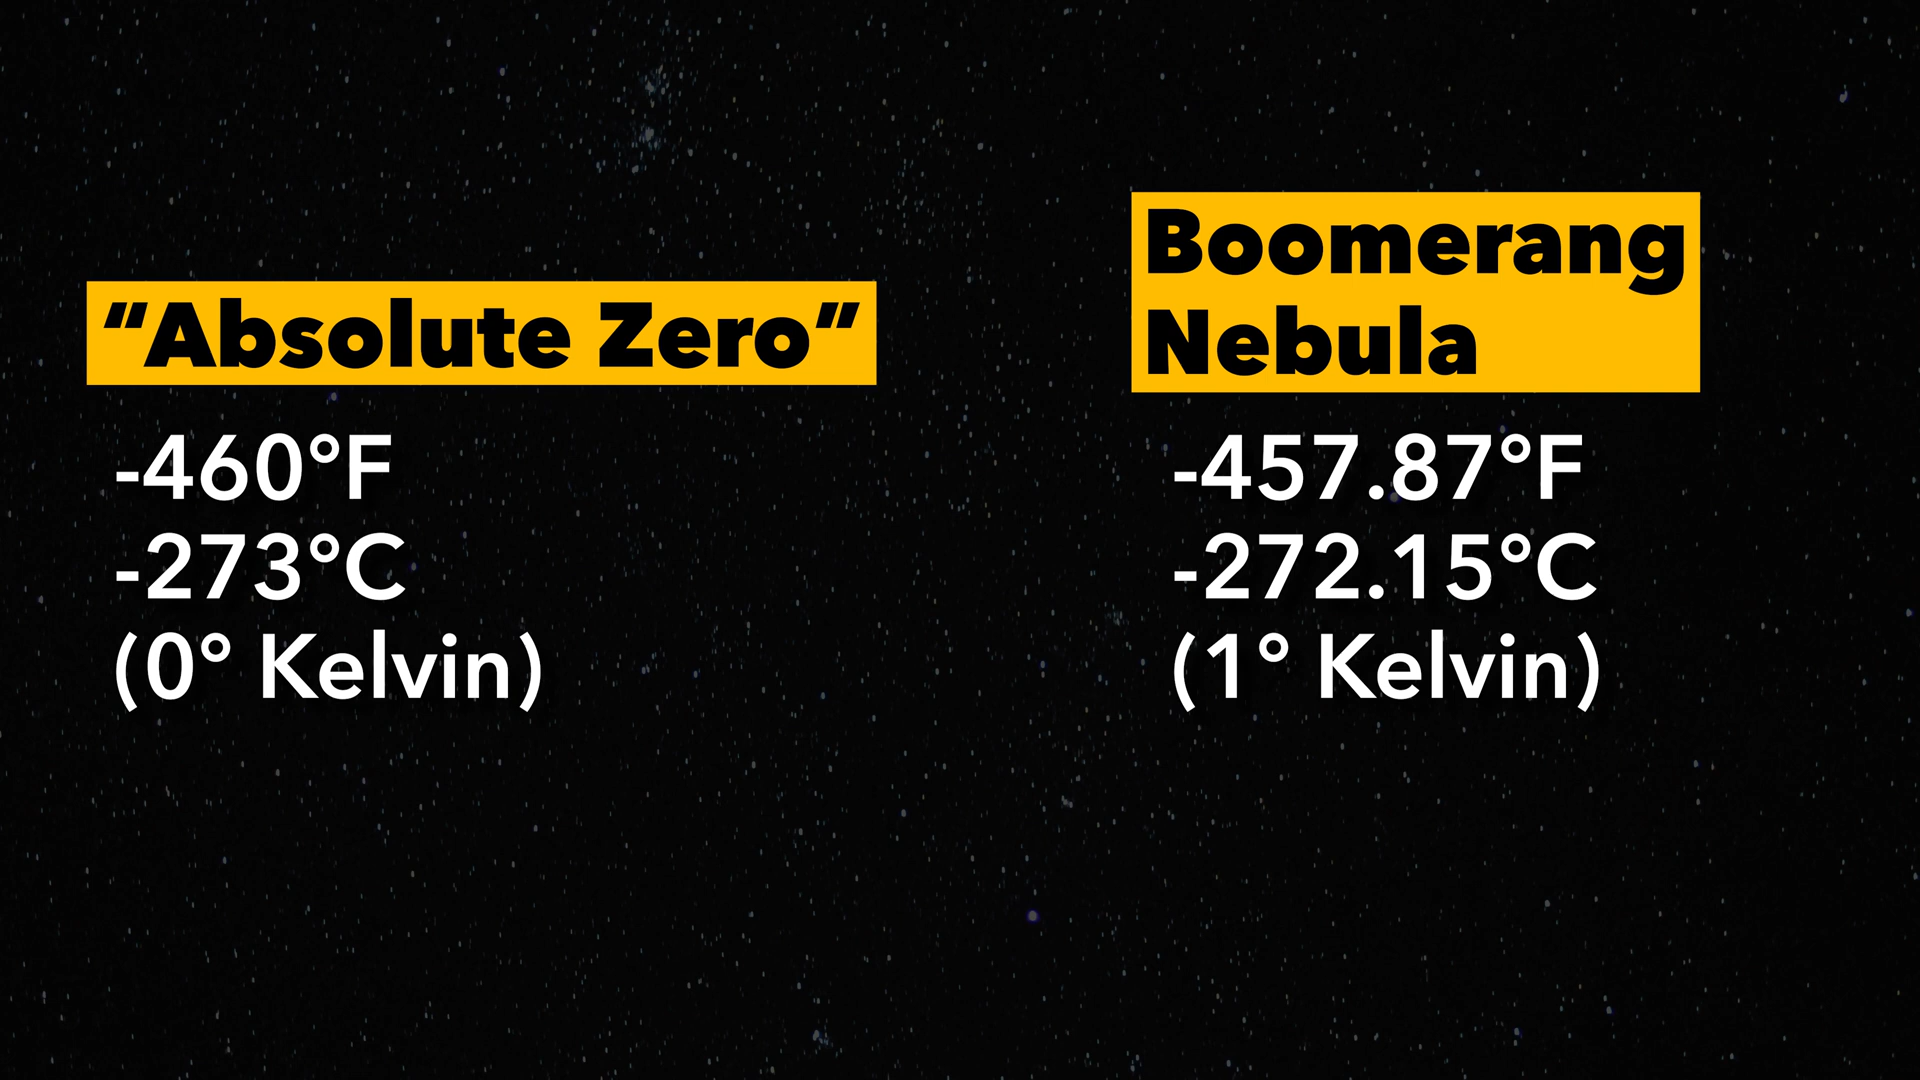 “Absolute Zero”
-460°F
-273°C
(0° Kelvin)
Boomerang
Nebula
-457.87°F
-272.15°C
(1° Kelvin)